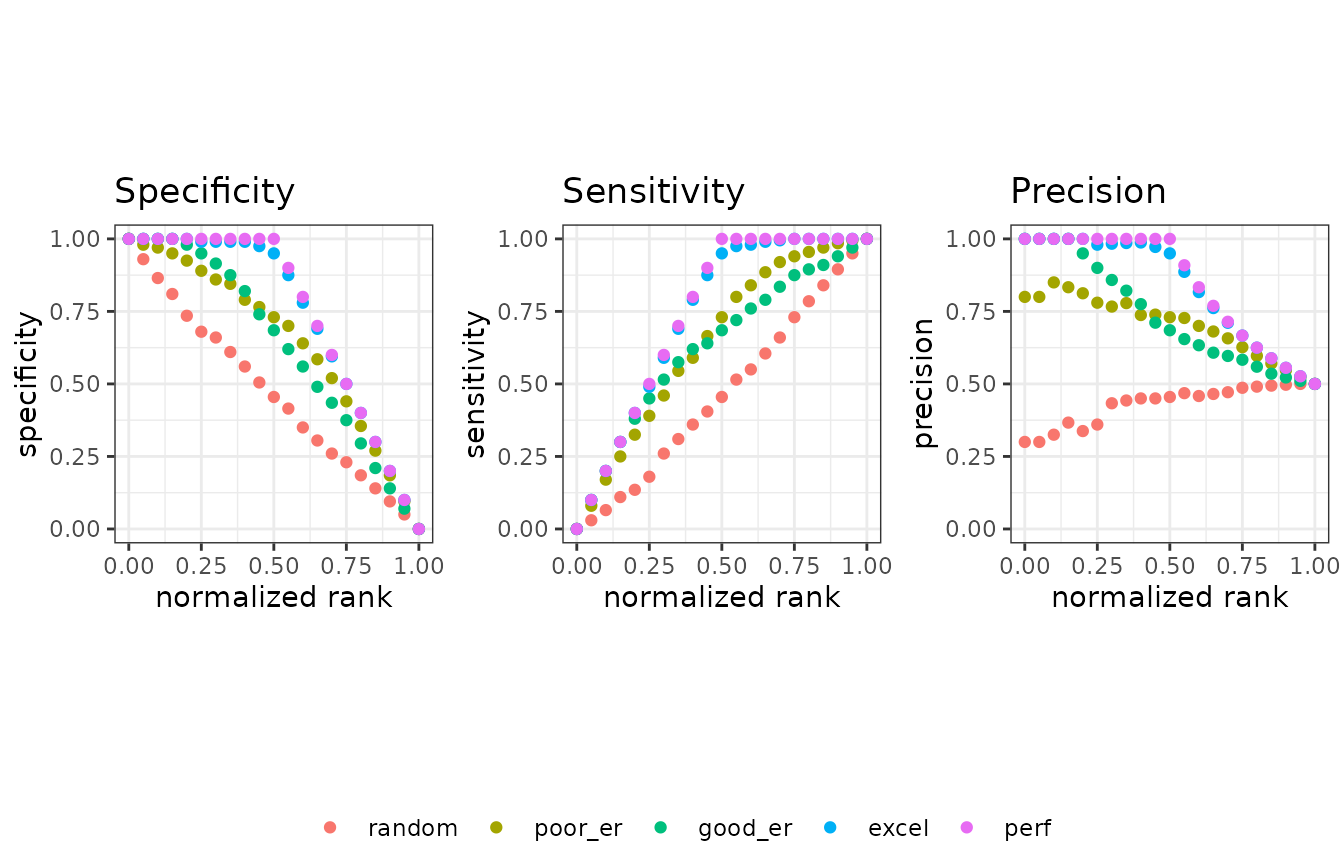 Specificity Sensitivity Precision
specificity
1.00
0.75
0.50
0.25
0.00
0.00 0.25 0.50 0.75 1.00
normalized rank
sensitivity
1.00
0.75
0.50
0.25
0.00
0.00 0.25 0.50 0.75 1.00
normalized rank
precision
1.00
0.75
0.50
0.25
0.00
0.00 0.25 0.50 0.75 1.00
normalized rank
random poor_er good_er excel perf